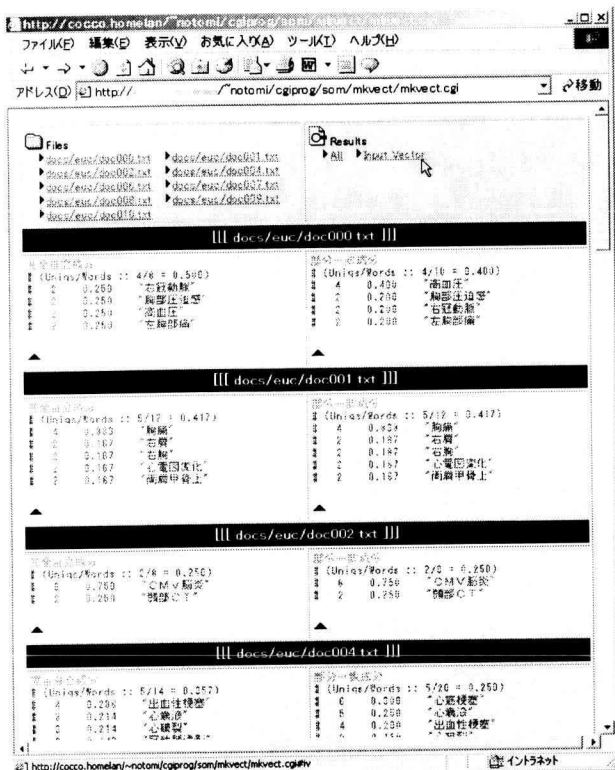 http://cocco.homelan/~notomi/cgiprog/som/mkvect/mkvect.cgi
ファイル(F) 編集(E) 表示(V) お気に入り(A) ツール(T) ヘルプ(H)
アドレス(D) http:// /~notomi/cgiprog/som/mkvect.cgi 移動
Files
docs/euc/doc000.txt docs/euc/doc001.txt
docs/euc/doc002.txt docs/euc/doc004.txt
docs/euc/doc006.txt docs/euc/doc007.txt
docs/euc/doc008.txt docs/euc/doc009.txt
docs/euc/doc010.txt
Results
All Input Vector
[[[ docs/euc/doc000 txt ]]]
# (Uniqs/Words :: 4/8 = 0.500)
# 2 0.250 "右冠動脈"
# 2 0.250 "胸部圧迫感"
# 2 0.250 "高血圧"
# 2 0.250 "左胸部痛"
部分一致成分
# (Uniqs/Words :: 4/10 = 0.400)
# 4 0.400 "高血圧"
# 2 0.200 "胸部圧迫感"
# 2 0.200 "右冠動脈"
# 2 0.200 "左胸部痛"
[[[ docs/euc/doc001 txt ]]]
# (Uniqs/Words :: 5/12 = 0.417)
# 4 0.333 "胸痛"
# 2 0.167 "右肩"
# 2 0.167 "右胸"
# 2 0.167 "心電図変化"
# 2 0.167 "両肩甲骨上"
部分一致成分
# (Uniqs/Words :: 5/12 = 0.417)
# 4 0.333 "胸痛"
# 2 0.167 "右肩"
# 2 0.167 "右胸"
# 2 0.167 "心電図変化"
# 2 0.167 "両肩甲骨上"
[[[ docs/euc/doc002 txt ]]]
# (Uniqs/Words :: 2/8 = 0.250)
# 6 0.750 "CMV腸炎"
# 2 0.250 "頭部CT"
部分一致成分
# (Uniqs/Words :: 2/8 = 0.250)
# 6 0.750 "CMV腸炎"
# 2 0.250 "頭部CT"
[[[ docs/euc/doc004 txt ]]]
# (Uniqs/Words :: 5/14 = 0.357)
# 4 0.286 "出血性梗塞"
# 3 0.214
# 3 0.214 "心破裂"
部分一致成分
# (Uniqs/Words :: 5/20 = 0.250)
# 6 0.300 "心筋梗塞"
# 5 0.250
# 4 0.200 "出血性梗塞"
http://cocco.homelan/~notomi/cgiprog/som/mkvect/mkvect.cgi#iv
イントラネット